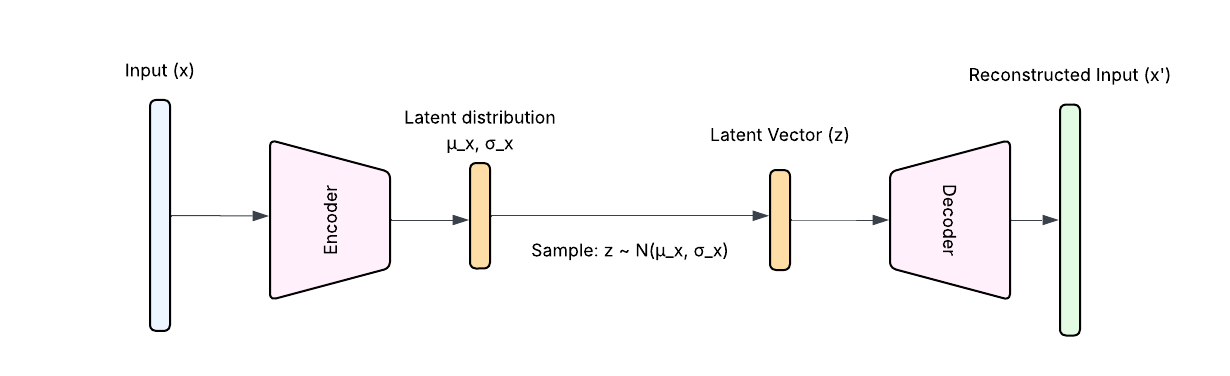 Input (x)
Reconstructed Input (x')
Latent distribution
μ_x, σ_x
Latent Vector (z)
Encoder
Decoder
Sample: z ~ N(μ_x, σ_x)